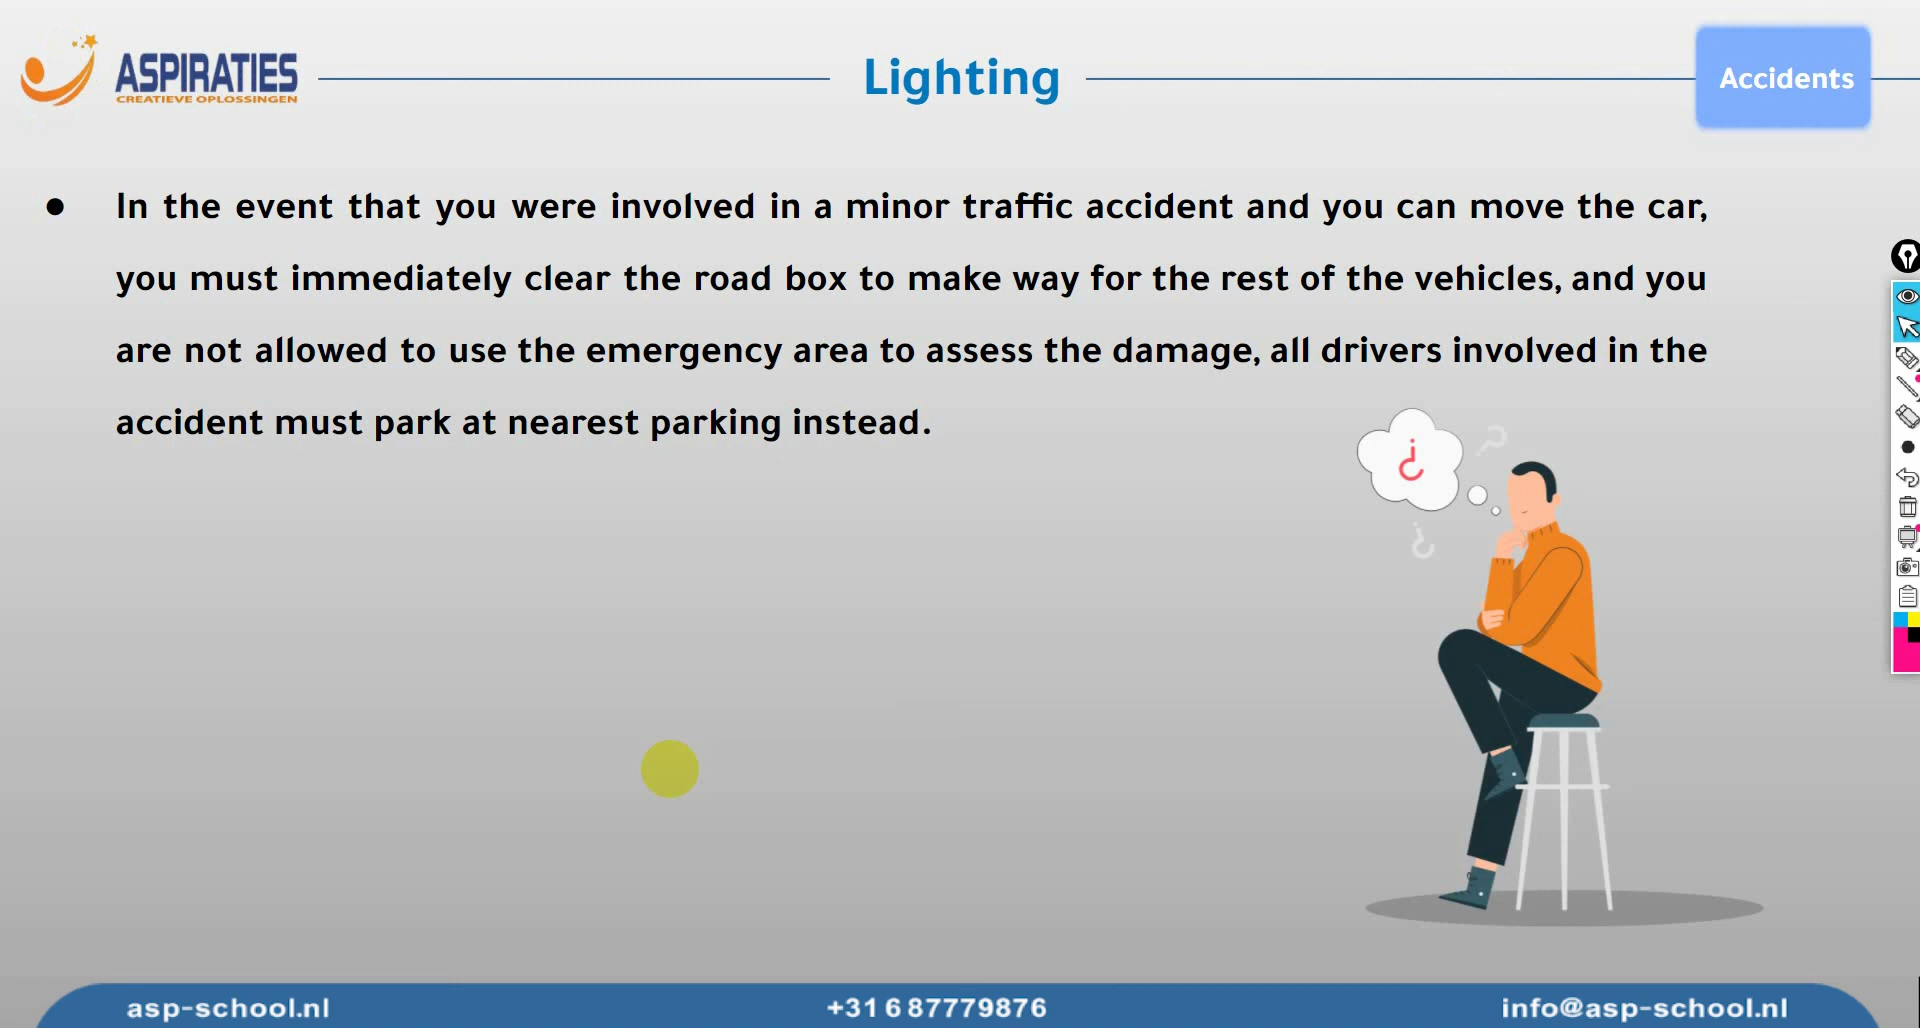 ASPIRATIES
CREATIEVE OPLOSSINGEN
Lighting
Accidents
• In the event that you were involved in a minor traffic accident and you can move the car,
you must immediately clear the road box to make way for the rest of the vehicles, and you
are not allowed to use the emergency area to assess the damage, all drivers involved in the
accident must park at nearest parking instead.
¿
?
¿
asp-school.nl
+31 6 87779876
info@asp-school.nl